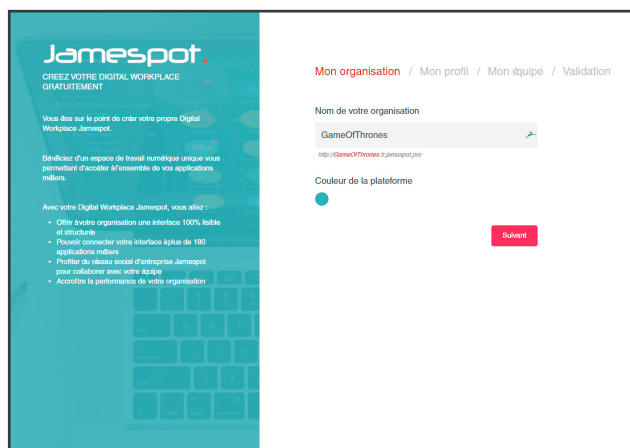 Jamespot.
CREEZ VOTRE DIGITAL WORKPLACE
GRATUITEMENT
Vous êtes sur le point de créer votre propre Digital
Workplace Jamespot.
Bénéficiez d'un espace de travail numérique unique vous
permettant d'accéder à l'ensemble de vos applications
métiers.
Avec votre Digital Workplace Jamespot, vous allez :
• Offrir à votre organisation une interface 100% lisible
et structurée
• Pouvoir connecter votre interface à plus de 180
applications métiers
• Profiter du réseau social d'entreprise Jamespot
pour collaborer avec votre équipe
• Accroître la performance de votre organisation
Mon organisation / Mon profil / Mon équipe / Validation
Nom de votre organisation
GameOfThrones
http://GameOfThrones.fr.jamespot.pro
Couleur de la plateforme
Suivant